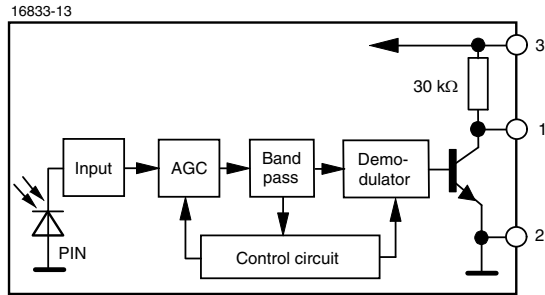 16833-13
3
30 kΩ
1
Input
AGC
Band
pass
Demo-
dulator
PIN
Control circuit
2